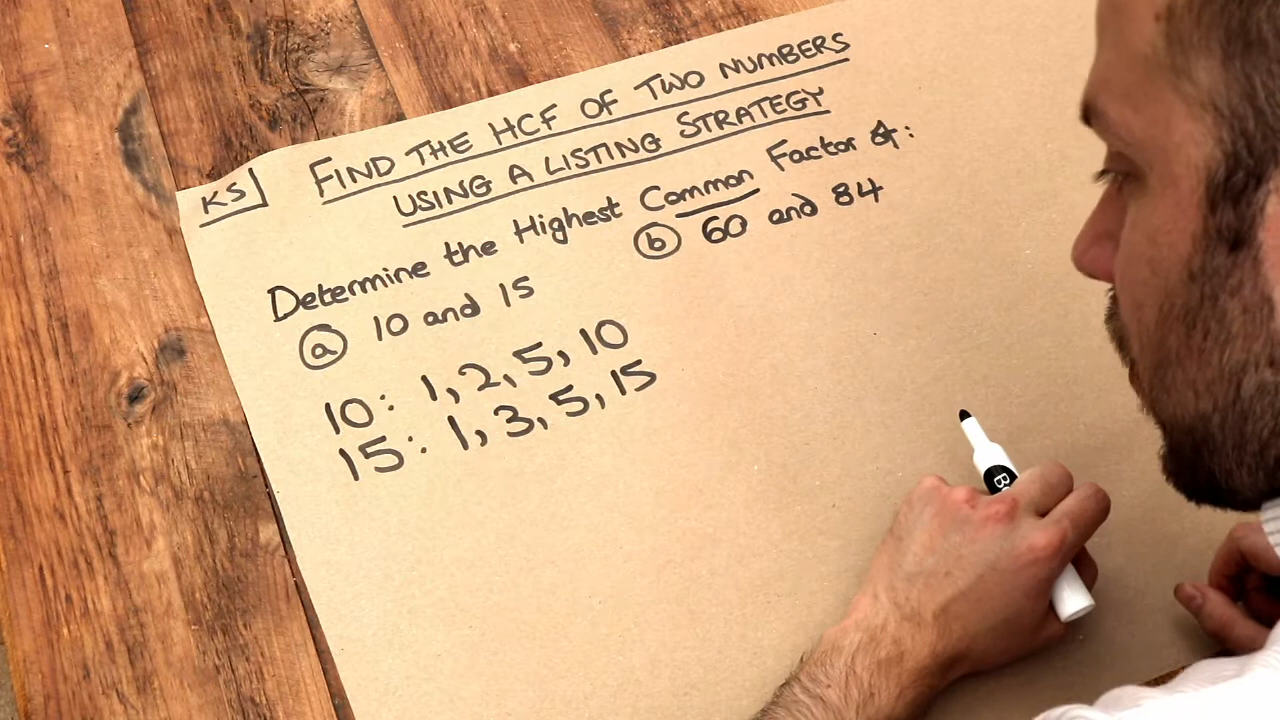 KS
FIND THE HCF OF TWO NUMBERS
USING A LISTING STRATEGY
Determine the Highest Common Factor of:
(a) 10 and 15
(b) 60 and 84
10: 1, 2, 5, 10
15: 1, 3, 5, 15